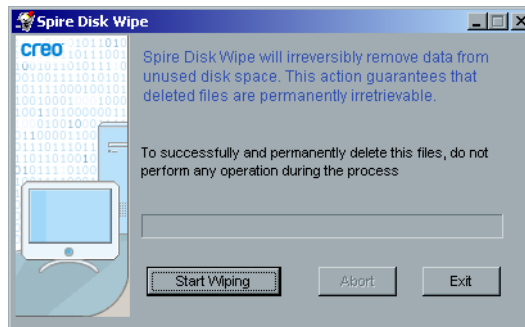 Spire Disk Wipe
creo
Spire Disk Wipe will irreversibly remove data from
unused disk space. This action guarantees that
deleted files are permanently irretrievable.
To successfully and permanently delete this files, do not
perform any operation during the process
Start Wiping
Abort
Exit